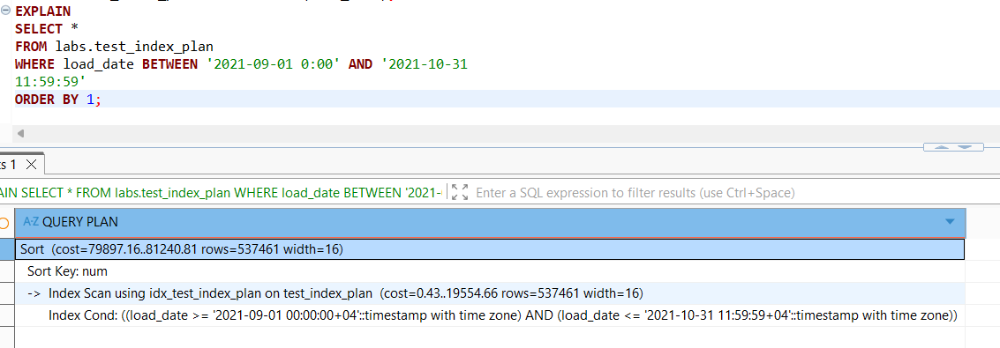 EXPLAIN
SELECT *
FROM labs.test_index_plan
WHERE load_date BETWEEN '2021-09-01 0:00' AND '2021-10-31
11:59:59'
ORDER BY 1;
s 1
AIN SELECT * FROM labs.test_index_plan WHERE load_date BETWEEN '2021- Enter a SQL expression to filter results (use Ctrl+Space)
A-Z QUERY PLAN
Sort (cost=79897.16..81240.81 rows=537461 width=16)
Sort Key: num
-> Index Scan using idx_test_index_plan on test_index_plan (cost=0.43..19554.66 rows=537461 width=16)
Index Cond: ((load_date >= '2021-09-01 00:00:00+04'::timestamp with time zone) AND (load_date <= '2021-10-31 11:59:59+04'::timestamp with time zone))